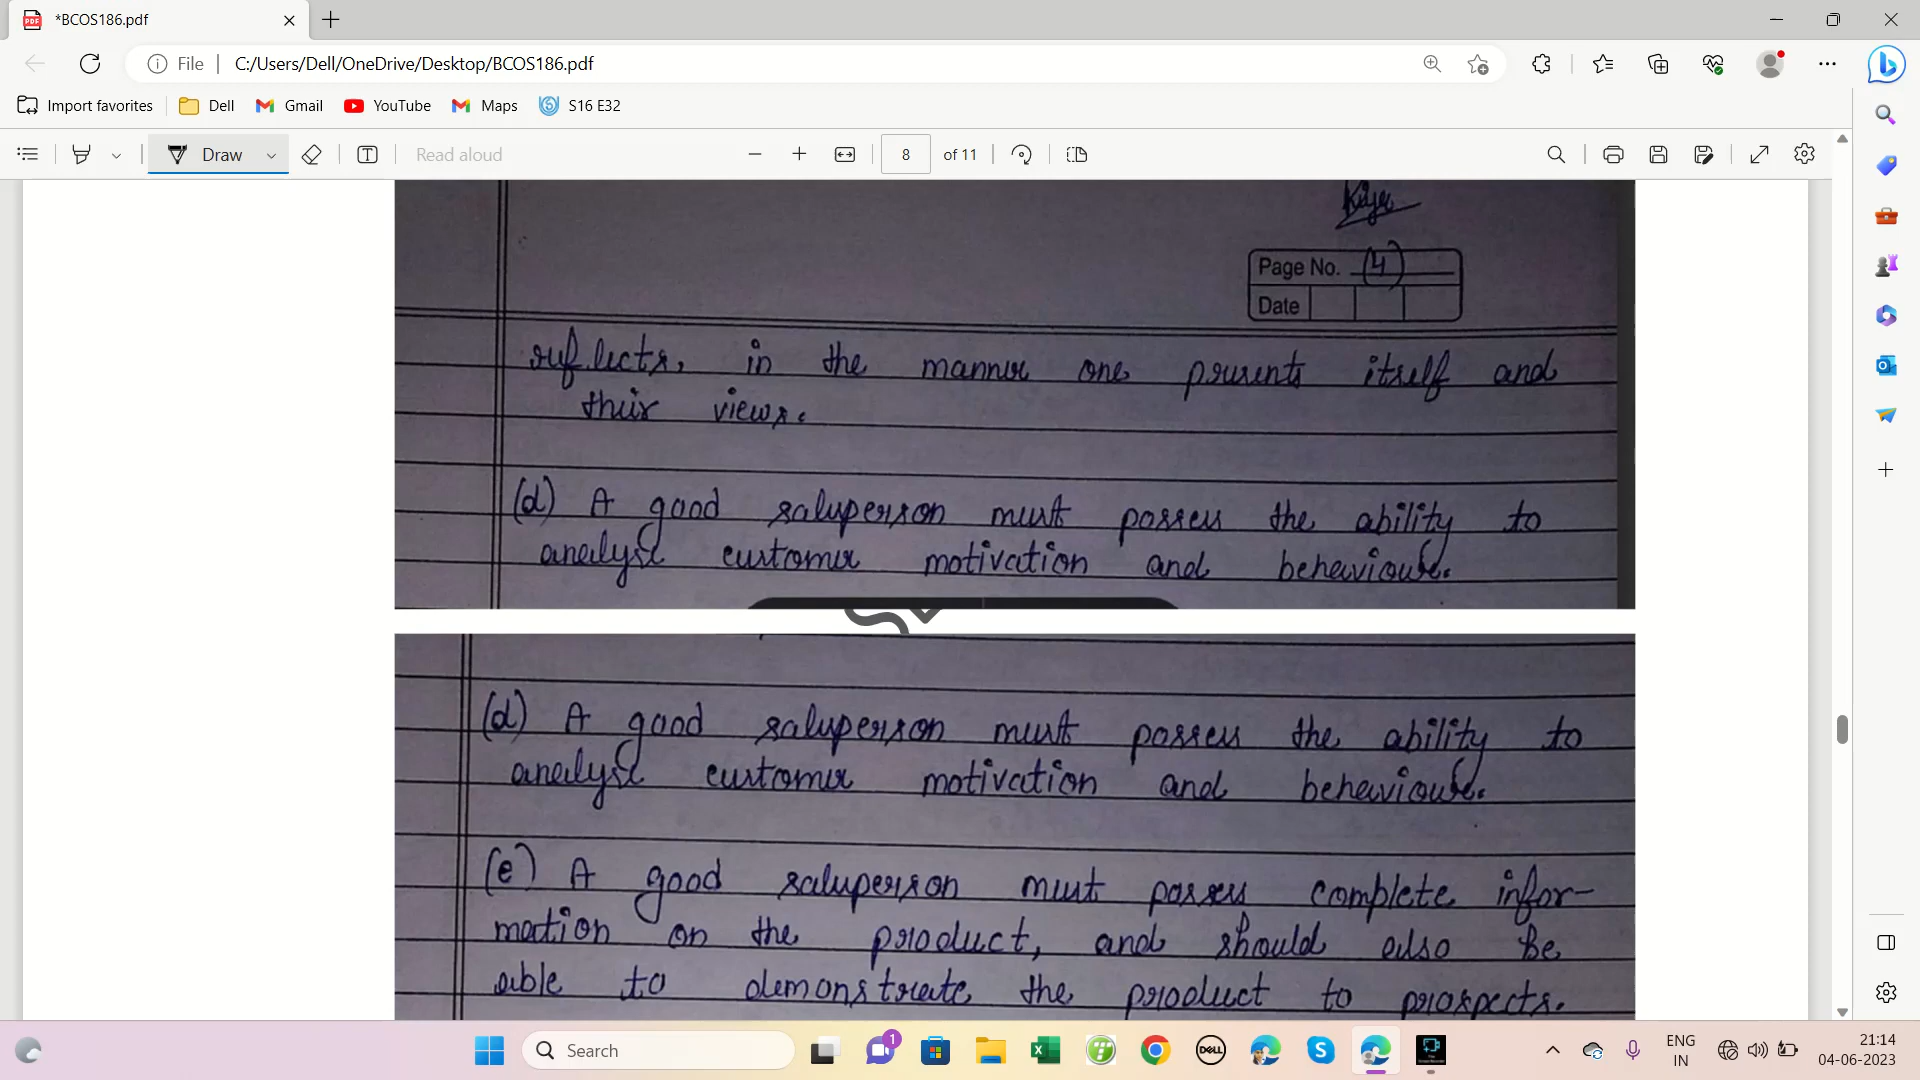 *BCOS186.pdf
File
C:/Users/Dell/OneDrive/Desktop/BCOS186.pdf
Import favorites
Dell
Gmail
YouTube
Maps
S16 E32
Draw
Read aloud
8
of 11
Page No. (4)
Date
reflects, in the manner one presents itself and
their views.
(d) A good salesperson must possess the ability to
analyse customer motivation and behaviour.
(d) A good salesperson must possess the ability to
analyse customer motivation and behaviour.
(e) A good salesperson must possess complete infor-
mation on the product, and should also be
able to demonstrate the product to prospects.
Search
1
DELL
ENG
IN
21:14
04-06-2023